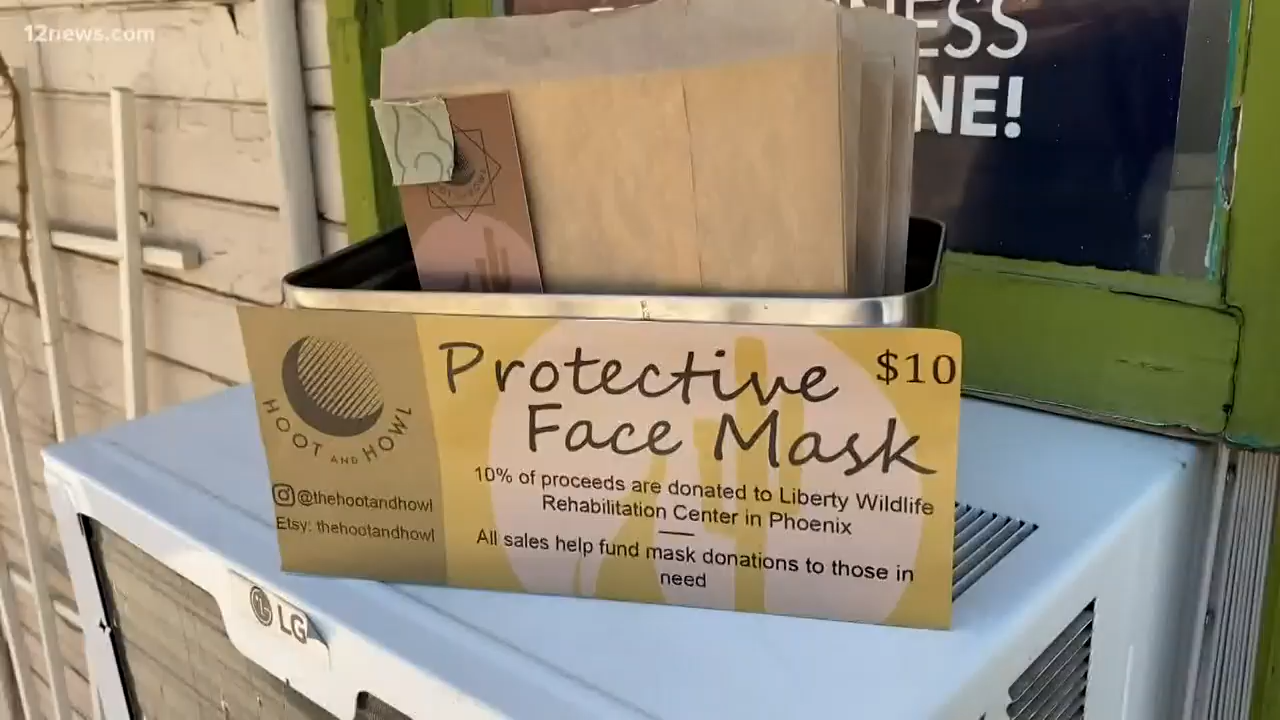 12news.com
NESS
NE!
Protective
Face Mask
$10
10% of proceeds are donated to Liberty Wildlife
Rehabilitation Center in Phoenix
All sales help fund mask donations to those in
need
HOOT AND HOWL
@thehootandhowl
Etsy: thehootandhowl
LG